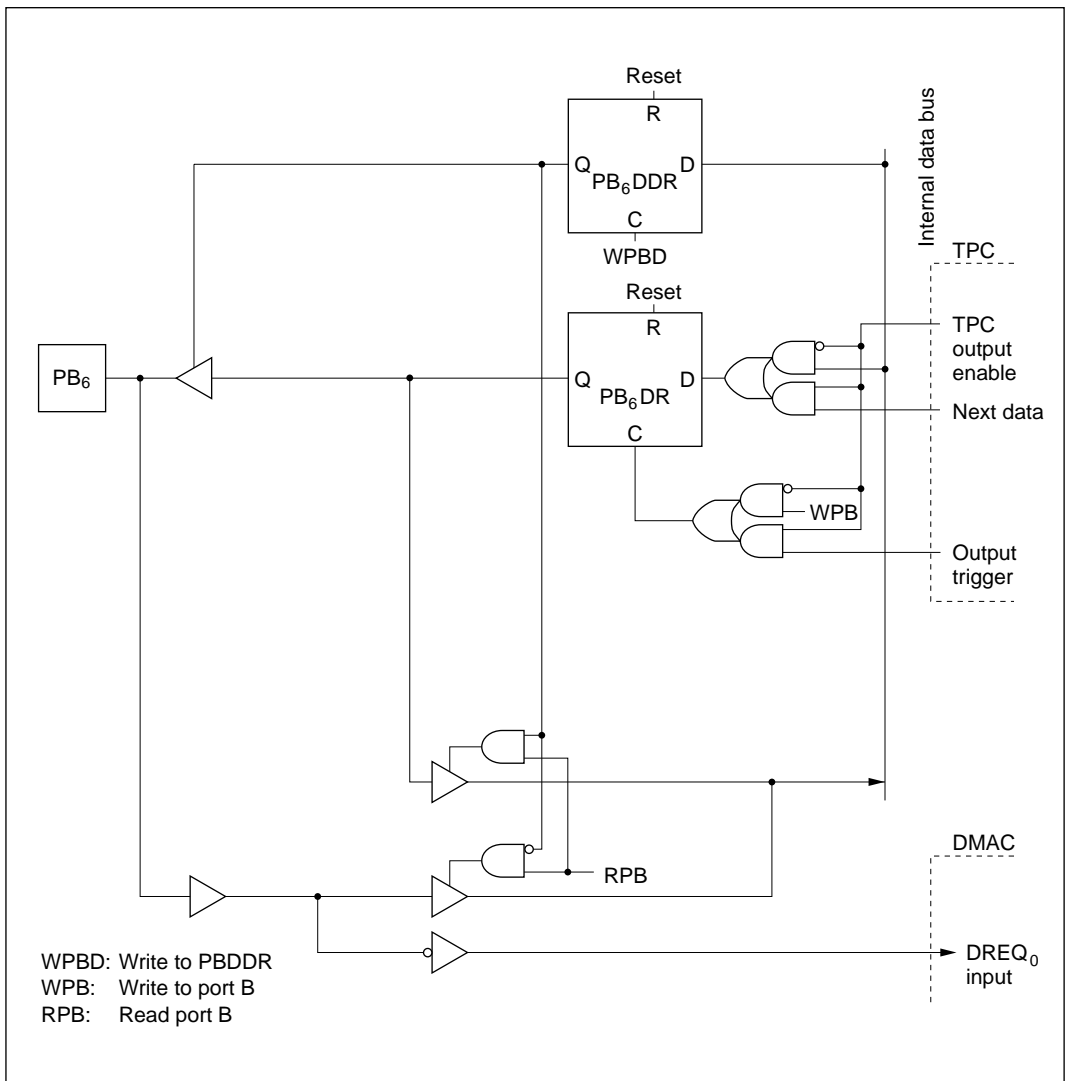 Reset
R
Q
D
PB6DDR
C
WPBD
Internal data bus
TPC
Reset
R
TPC
output
enable
PB6
Q
D
PB6DR
Next data
C
WPB
Output
trigger
DMAC
RPB
WPBD: Write to PBDDR
WPB: Write to port B
RPB: Read port B
DREQ0
input